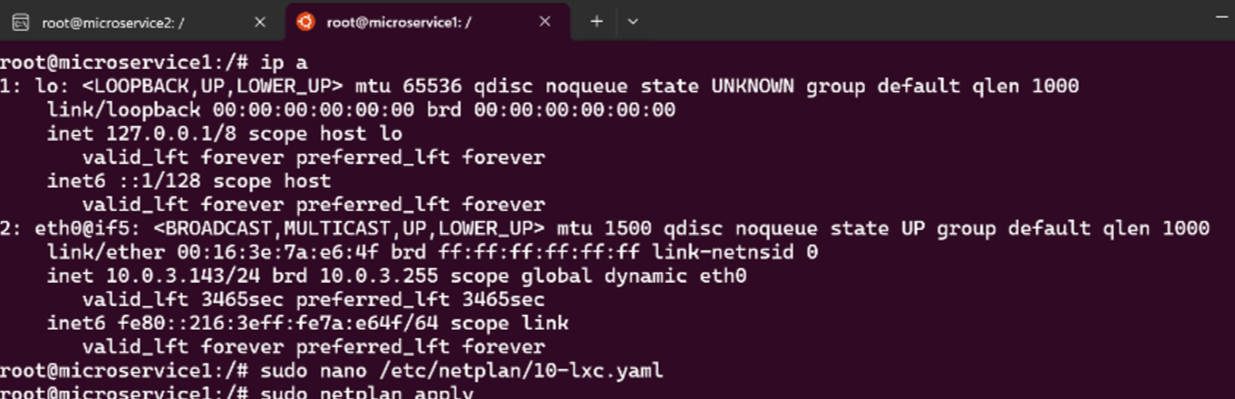 root@microservice2: /
root@microservice1: /
root@microservice1:/# ip a
1: lo: <LOOPBACK,UP,LOWER_UP> mtu 65536 qdisc noqueue state UNKNOWN group default qlen 1000
    link/loopback 00:00:00:00:00:00 brd 00:00:00:00:00:00
    inet 127.0.0.1/8 scope host lo
       valid_lft forever preferred_lft forever
    inet6 ::1/128 scope host
       valid_lft forever preferred_lft forever
2: eth0@if5: <BROADCAST,MULTICAST,UP,LOWER_UP> mtu 1500 qdisc noqueue state UP group default qlen 1000
    link/ether 00:16:3e:7a:e6:4f brd ff:ff:ff:ff:ff:ff link-netnsid 0
    inet 10.0.3.143/24 brd 10.0.3.255 scope global dynamic eth0
       valid_lft 3465sec preferred_lft 3465sec
    inet6 fe80::216:3eff:fe7a:e64f/64 scope link
       valid_lft forever preferred_lft forever
root@microservice1:/# sudo nano /etc/netplan/10-lxc.yaml
root@microservice1:/# sudo netplan apply